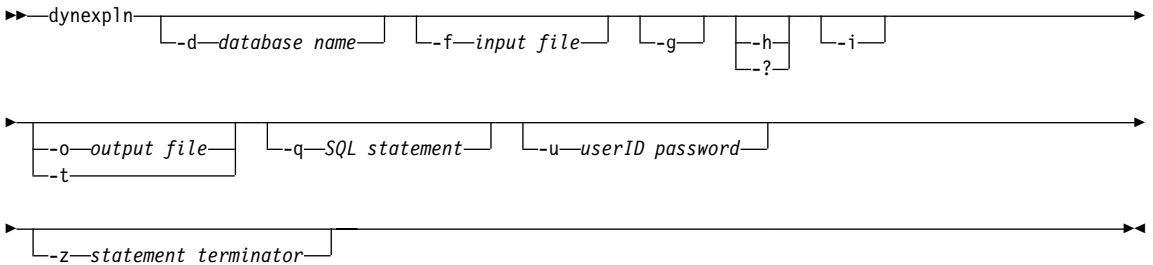 dynexpln -d database name -f input file -g -h -i
-?
-o output file -q SQL statement -u userID password
-t
-z statement terminator